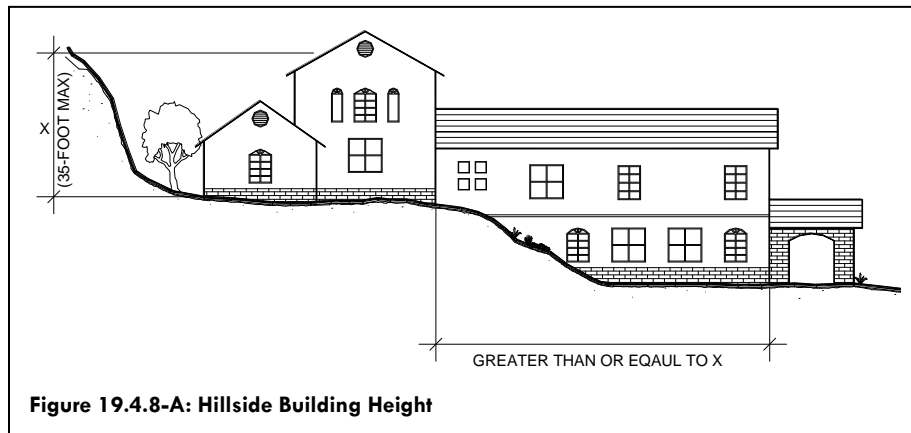 X
(35-FOOT MAX)
GREATER THAN OR EQAUL TO X
Figure 19.4.8-A: Hillside Building Height